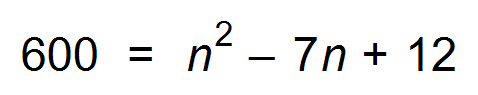 600 = n² – 7n + 12